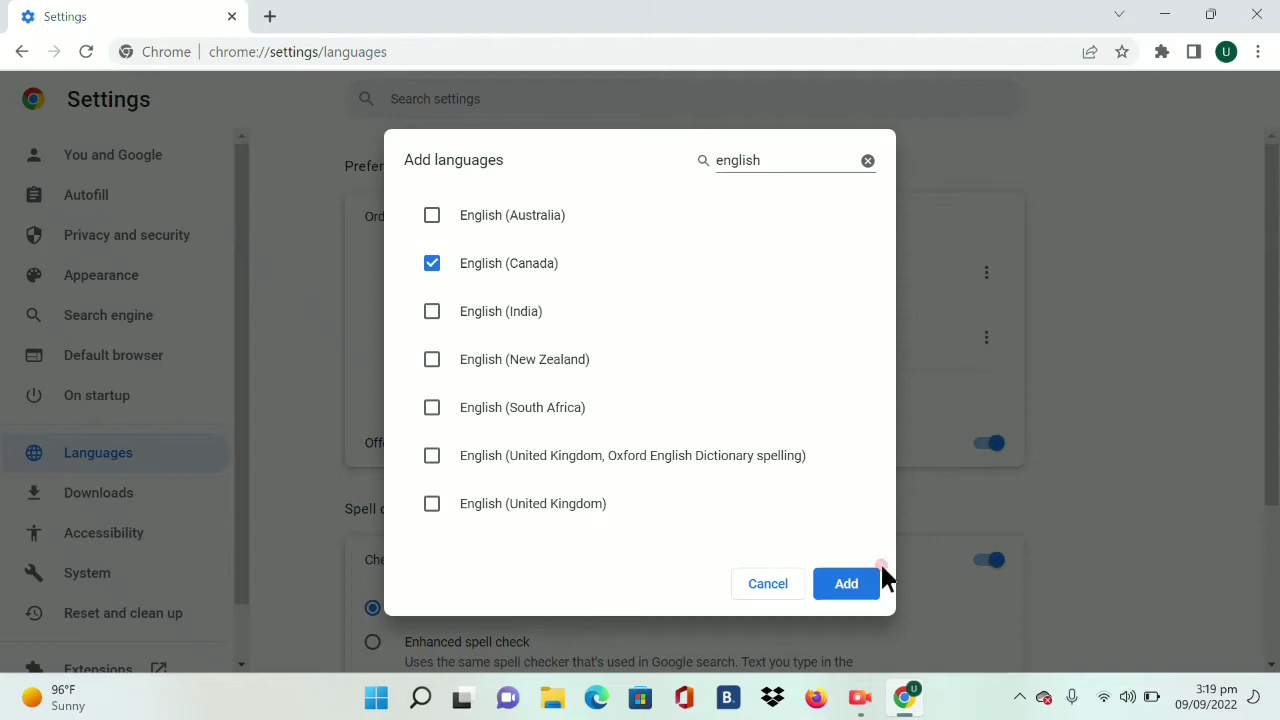 Settings
Chrome | chrome://settings/languages
U
Settings
Search settings
You and Google
Autofill
Privacy and security
Appearance
Search engine
Default browser
On startup
Languages
Downloads
Accessibility
System
Reset and clean up
Extensions
Add languages
english
English (Australia)
English (Canada)
English (India)
English (New Zealand)
English (South Africa)
English (United Kingdom, Oxford English Dictionary spelling)
English (United Kingdom)
Cancel
Add
Enhanced spell check
Uses the same spell checker that's used in Google search. Text you type in the
96°F
Sunny
B.
U
3:19 pm
09/09/2022